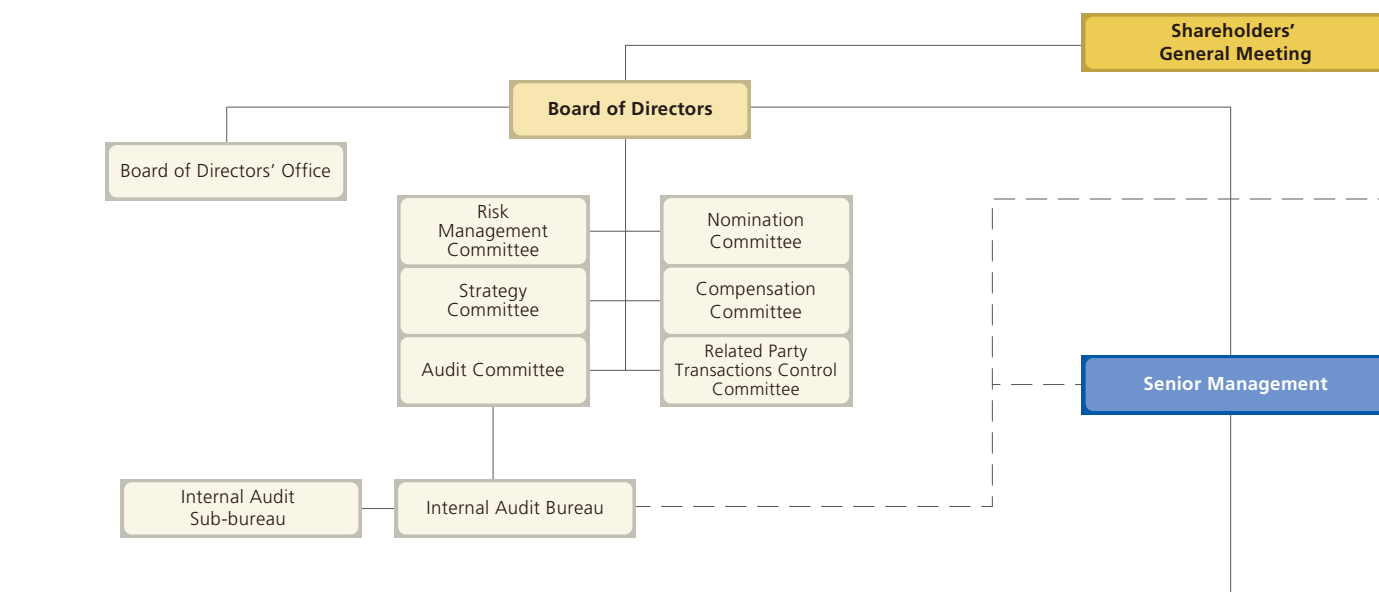 Shareholders’
General Meeting
Board of Directors
Board of Directors’ Office
Risk
Management
Committee
Nomination
Committee
Strategy
Committee
Compensation
Committee
Audit Committee
Related Party
Transactions Control
Committee
Senior Management
Internal Audit
Sub-bureau
Internal Audit Bureau